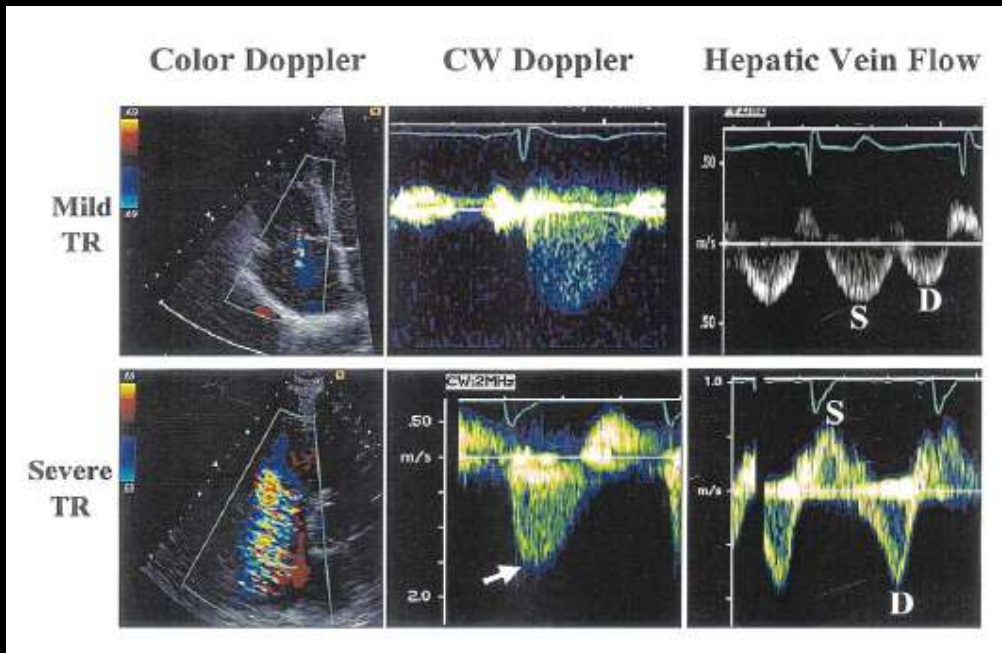 Color Doppler CW Doppler Hepatic Vein Flow
Mild
TR
.50
m/s
.50
S D
Severe
TR
CW:2MHz
.50
m/s
2.0
1.0
m/s
S
D